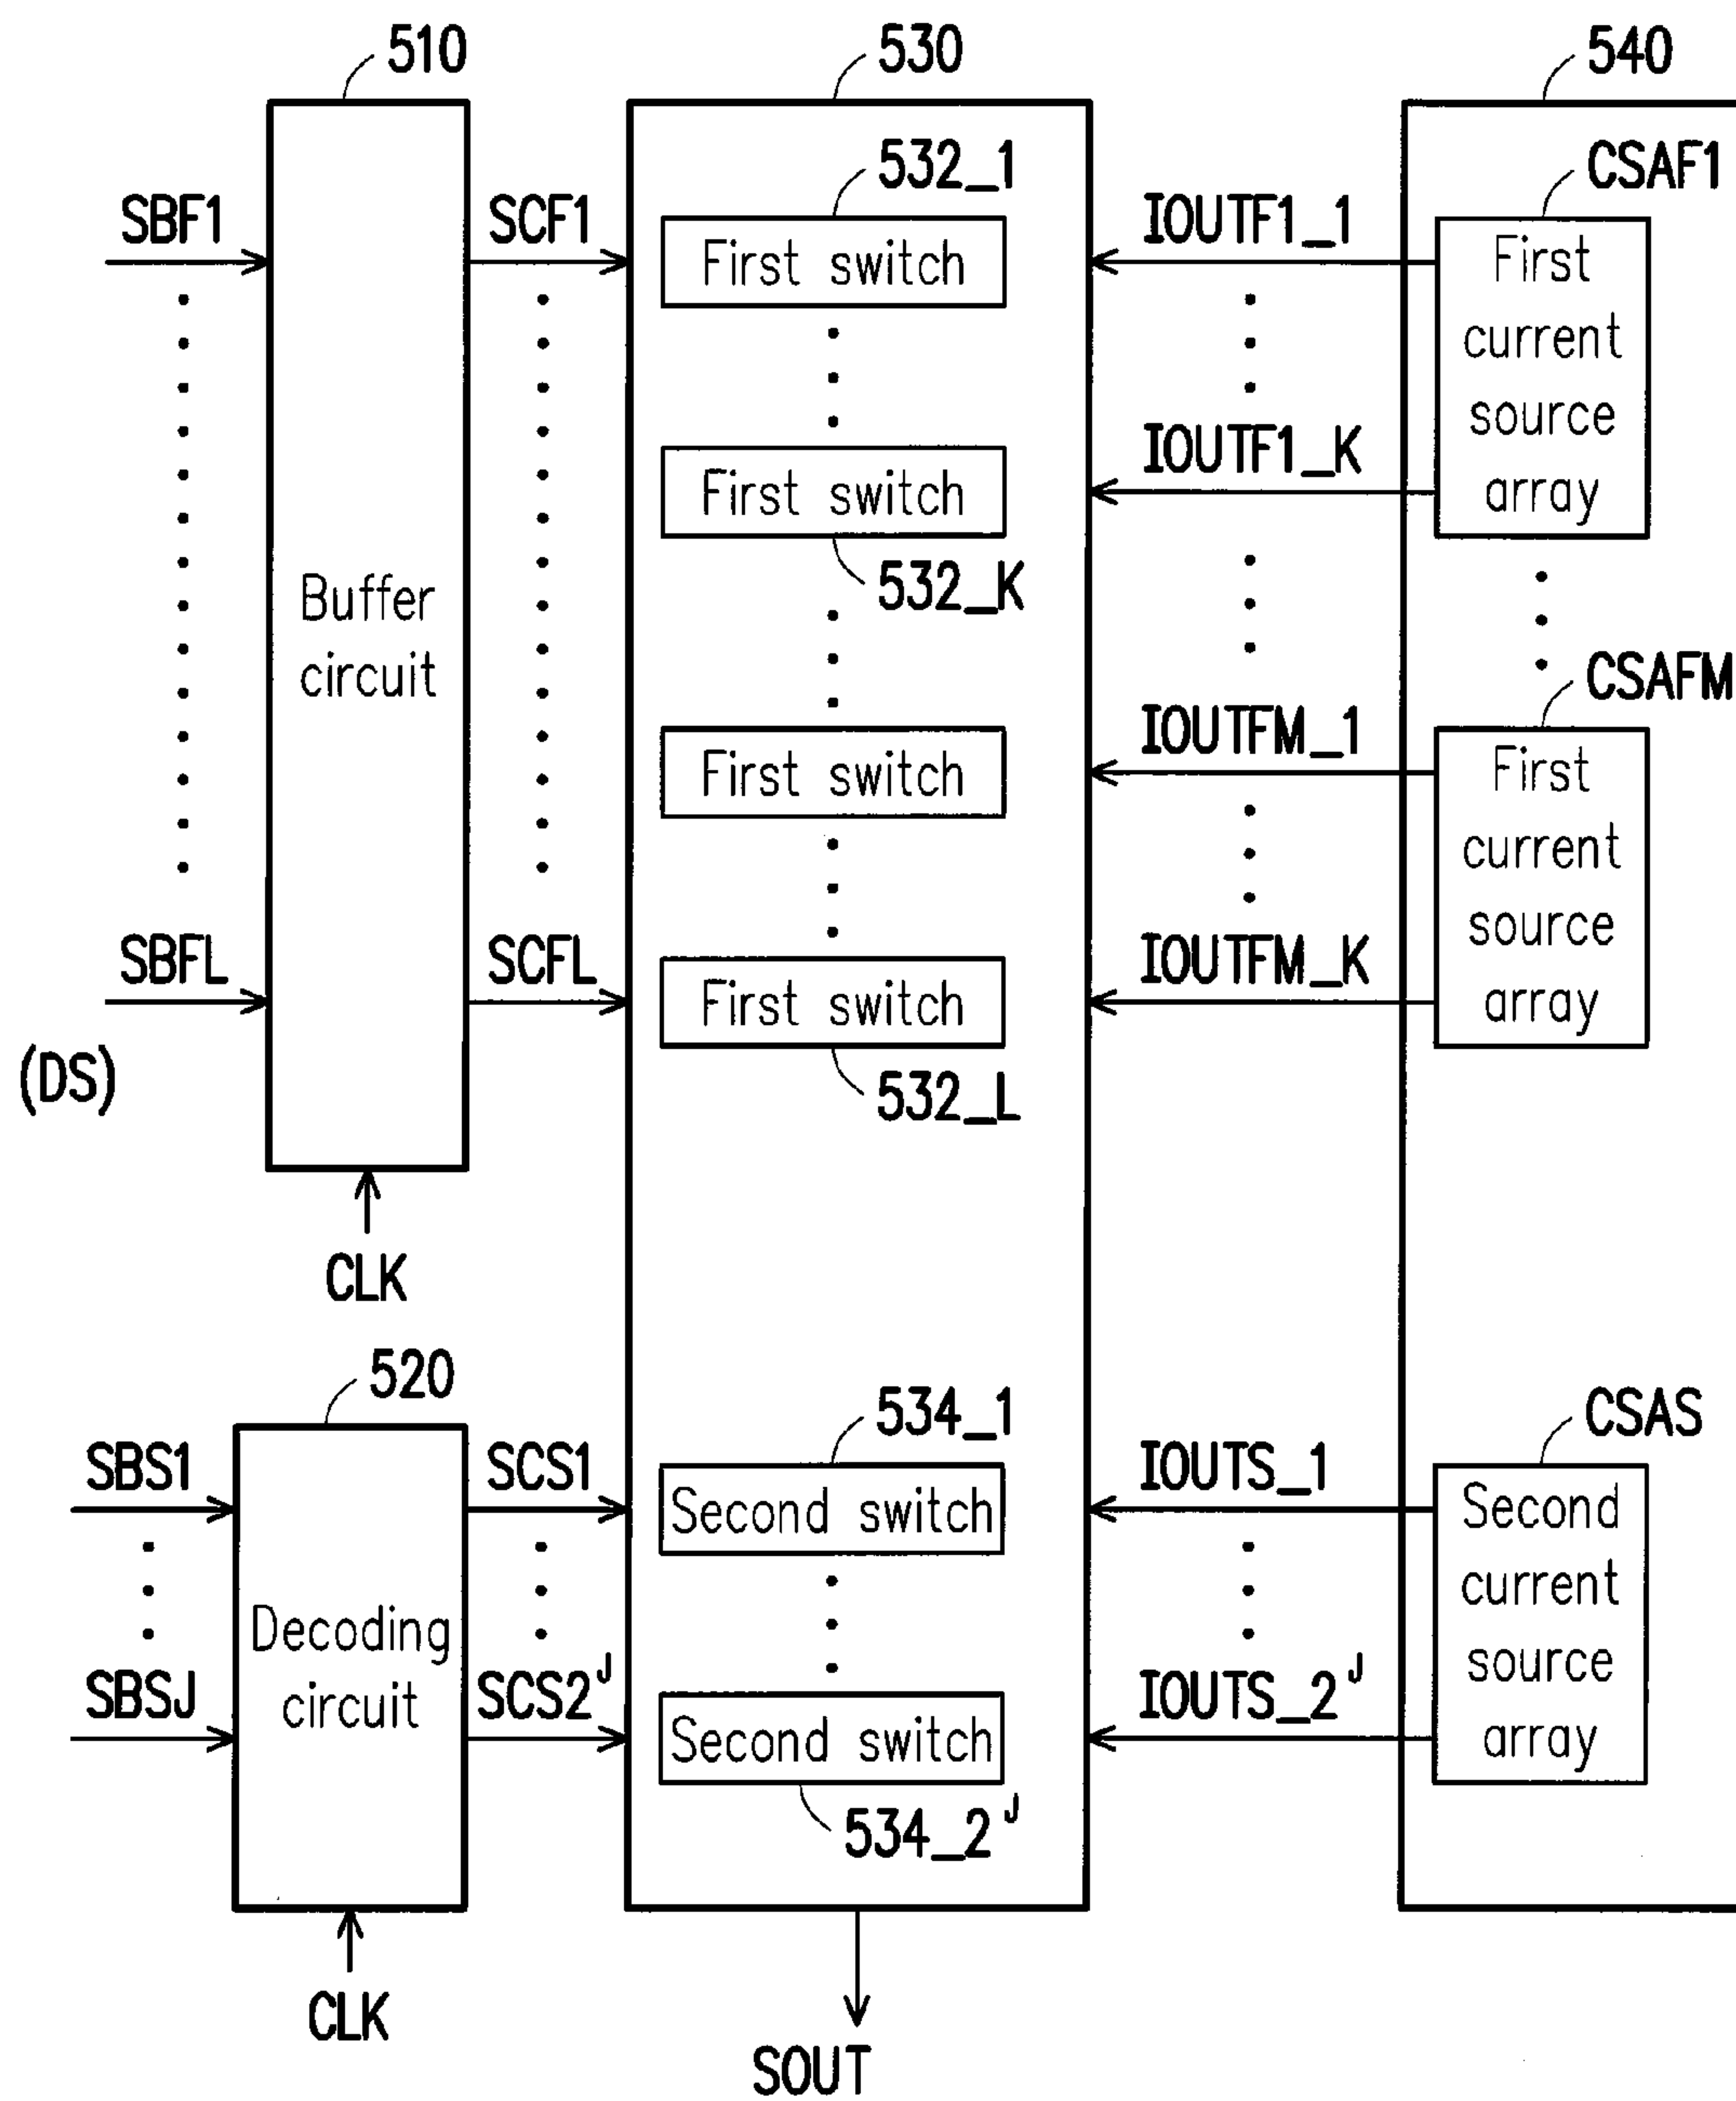 510
530
540
532_1
CSAF1
SBF1
SCF1
First switch
IOUTF1_1
First
current
source
array
IOUTF1_K
First switch
532_K
Buffer
circuit
CSAFM
IOUTFM_1
First switch
First
current
source
array
SBFL
SCFL
First switch
IOUTFM_K
(DS)
532_L
CLK
520
534_1
CSAS
SBS1
SCS1
Second switch
IOUTS_1
Second
current
source
array
Decoding
circuit
SBSJ
SCS2^J
Second switch
IOUTS_2^J
534_2^J
CLK
SOUT